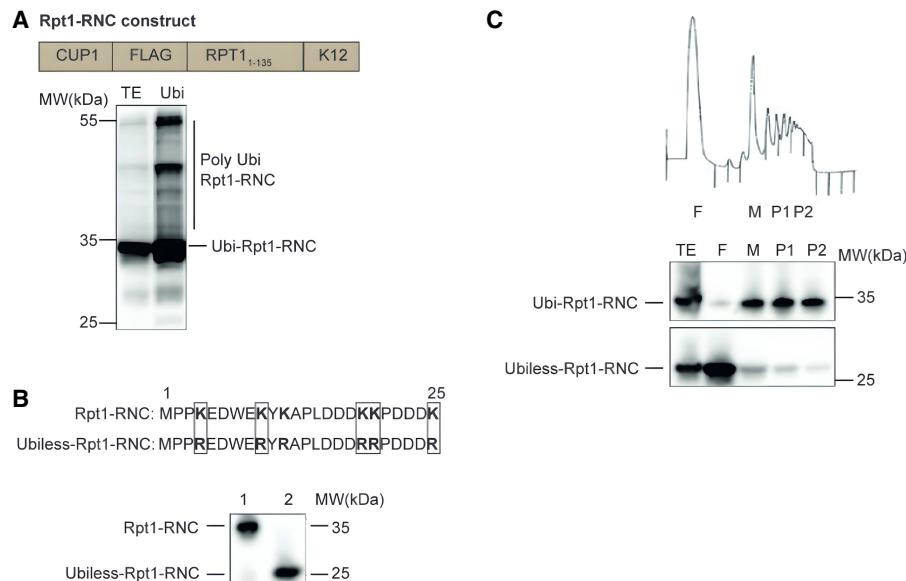 A
Rpt1-RNC construct
CUP1 FLAG RPT1 1-135 K12
MW(kDa) TE Ubi
55
Poly Ubi
Rpt1-RNC
35
Ubi-Rpt1-RNC
25
B
1 25
Rpt1-RNC: MPPKEDWEKYKAPLDDDKKPDDDK
Ubiless-Rpt1-RNC: MPPREDWERYRAPLDDDRRPDDDR
1 2 MW(kDa)
Rpt1-RNC 35
Ubiless-Rpt1-RNC 25
C
F M P1 P2
TE F M P1 P2 MW(kDa)
Ubi-Rpt1-RNC 35
Ubiless-Rpt1-RNC 25